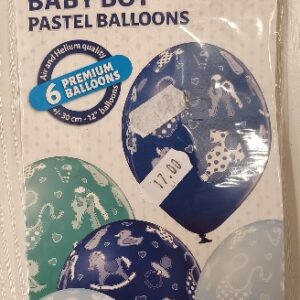 BABY BOY
PASTEL BALLOONS
Air and Helium quality
6 PREMIUM
BALLOONS
+/- 30 cm - 12" balloons
17,00